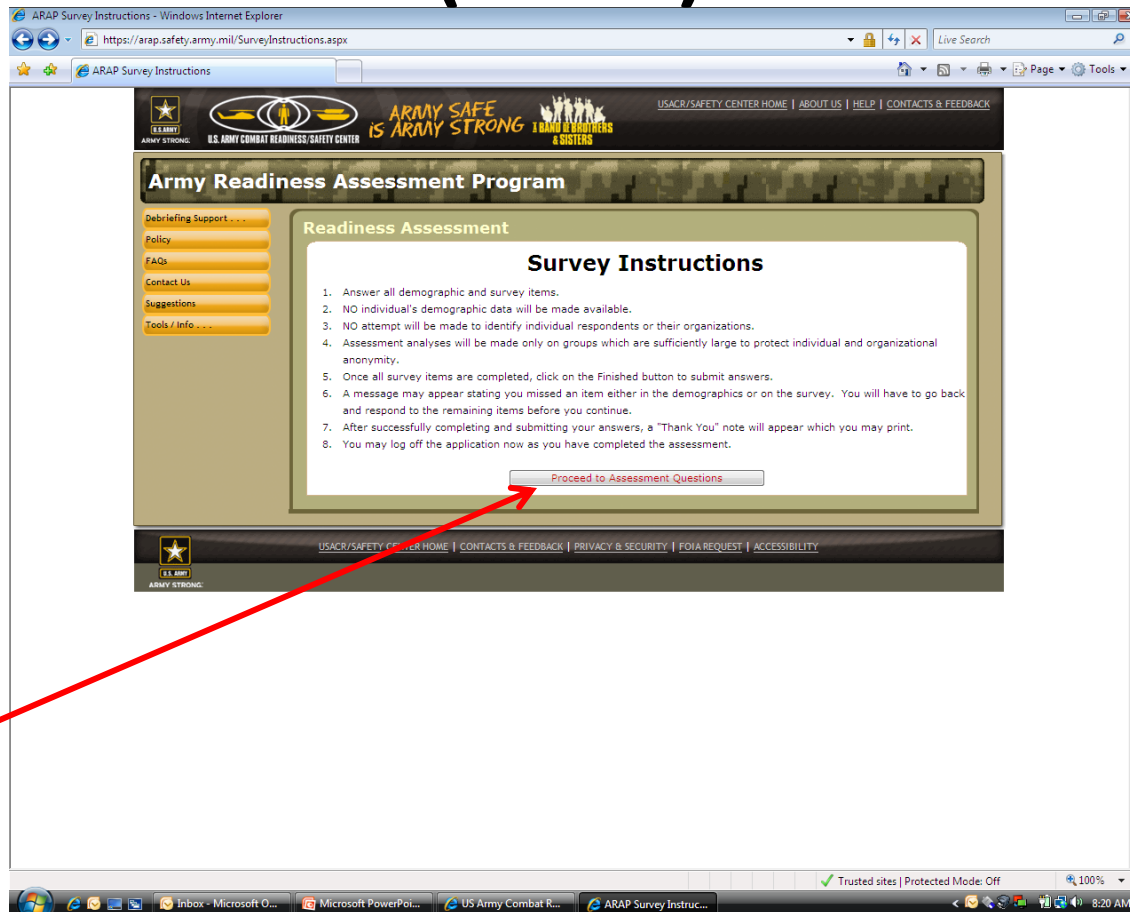 ARAP Survey Instructions - Windows Internet Explorer
https://arap.safety.army.mil/SurveyInstructions.aspx
Live Search
ARAP Survey Instructions
Page
Tools
U.S.ARMY
ARMY STRONG:
U.S. ARMY COMBAT READINESS/SAFETY CENTER
ARMY SAFE
iS ARMY STRONG
I BAND OF BROTHERS
& SISTERS
USACR/SAFETY CENTER HOME | ABOUT US | HELP | CONTACTS & FEEDBACK
Army Readiness Assessment Program
Debriefing Support . . .
Policy
FAQs
Contact Us
Suggestions
Tools / Info . . .
Readiness Assessment
Survey Instructions
1. Answer all demographic and survey items.
2. NO individual's demographic data will be made available.
3. NO attempt will be made to identify individual respondents or their organizations.
4. Assessment analyses will be made only on groups which are sufficiently large to protect individual and organizational
anonymity.
5. Once all survey items are completed, click on the Finished button to submit answers.
6. A message may appear stating you missed an item either in the demographics or on the survey. You will have to go back
and respond to the remaining items before you continue.
7. After successfully completing and submitting your answers, a "Thank You" note will appear which you may print.
8. You may log off the application now as you have completed the assessment.
Proceed to Assessment Questions
USACR/SAFETY CENTER HOME | CONTACTS & FEEDBACK | PRIVACY & SECURITY | FOIA REQUEST | ACCESSIBILITY
U.S. ARMY
ARMY STRONG:
Trusted sites | Protected Mode: Off
100%
Inbox - Microsoft O...
Microsoft PowerPoi...
US Army Combat R...
ARAP Survey Instruc...
8:20 AM